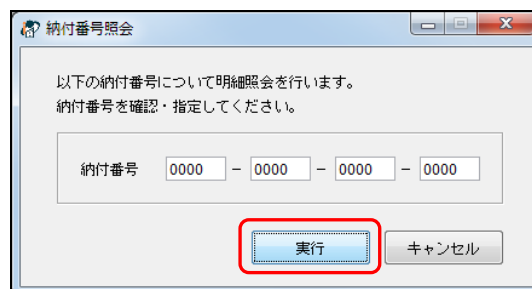 納付番号照会
以下の納付番号について明細照会を行います。
納付番号を確認・指定してください。
納付番号 0000 - 0000 - 0000 - 0000
実行 キャンセル